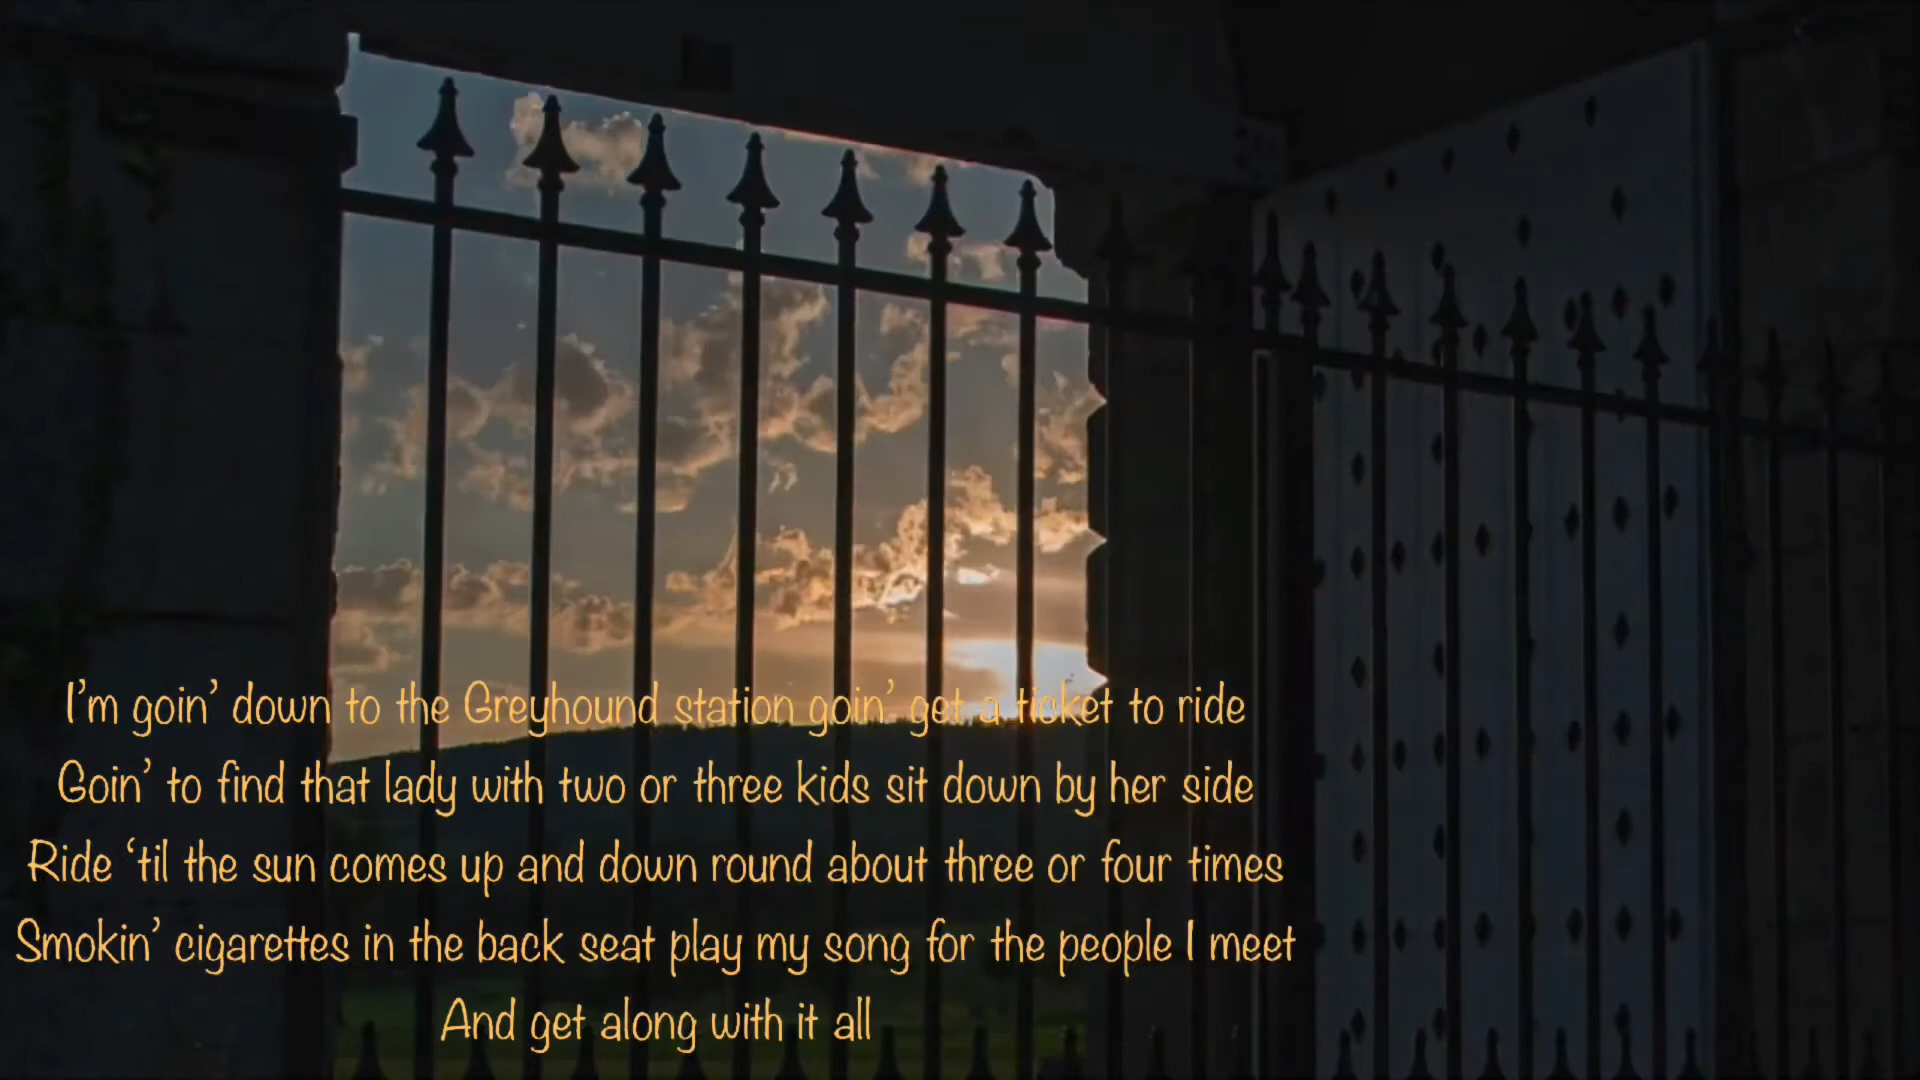 I’m goin’ down to the Greyhound station goin’ get a ticket to ride
Goin’ to find that lady with two or three kids sit down by her side
Ride ‘til the sun comes up and down round about three or four times
Smokin’ cigarettes in the back seat play my song for the people I meet
And get along with it all